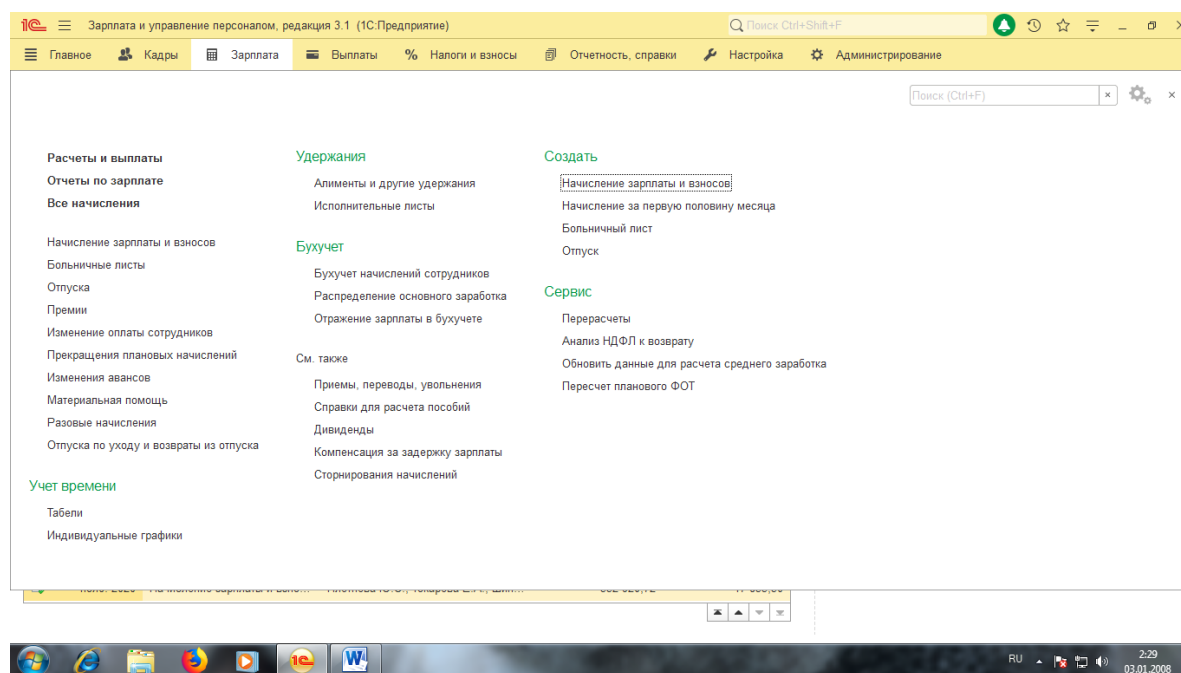 1С Зарплата и управление персоналом, редакция 3.1 (1С:Предприятие) Поиск Ctrl+Shift+F
Главное Кадры Зарплата Выплаты % Налоги и взносы Отчетность, справки Настройка Администрирование
Поиск (Ctrl+F)
Расчеты и выплаты
Отчеты по зарплате
Все начисления
Начисление зарплаты и взносов
Больничные листы
Отпуска
Премии
Изменение оплаты сотрудников
Прекращения плановых начислений
Изменения авансов
Материальная помощь
Разовые начисления
Отпуска по уходу и возвраты из отпуска
Учет времени
Табели
Индивидуальные графики
Удержания
Алименты и другие удержания
Исполнительные листы
Бухучет
Бухучет начислений сотрудников
Распределение основного заработка
Отражение зарплаты в бухучете
См. также
Приемы, переводы, увольнения
Справки для расчета пособий
Дивиденды
Компенсация за задержку зарплаты
Сторнирования начислений
Создать
Начисление зарплаты и взносов
Начисление за первую половину месяца
Больничный лист
Отпуск
Сервис
Перерасчеты
Анализ НДФЛ к возврату
Обновить данные для расчета среднего заработка
Пересчет планового ФОТ
RU 2:29
03.01.2008